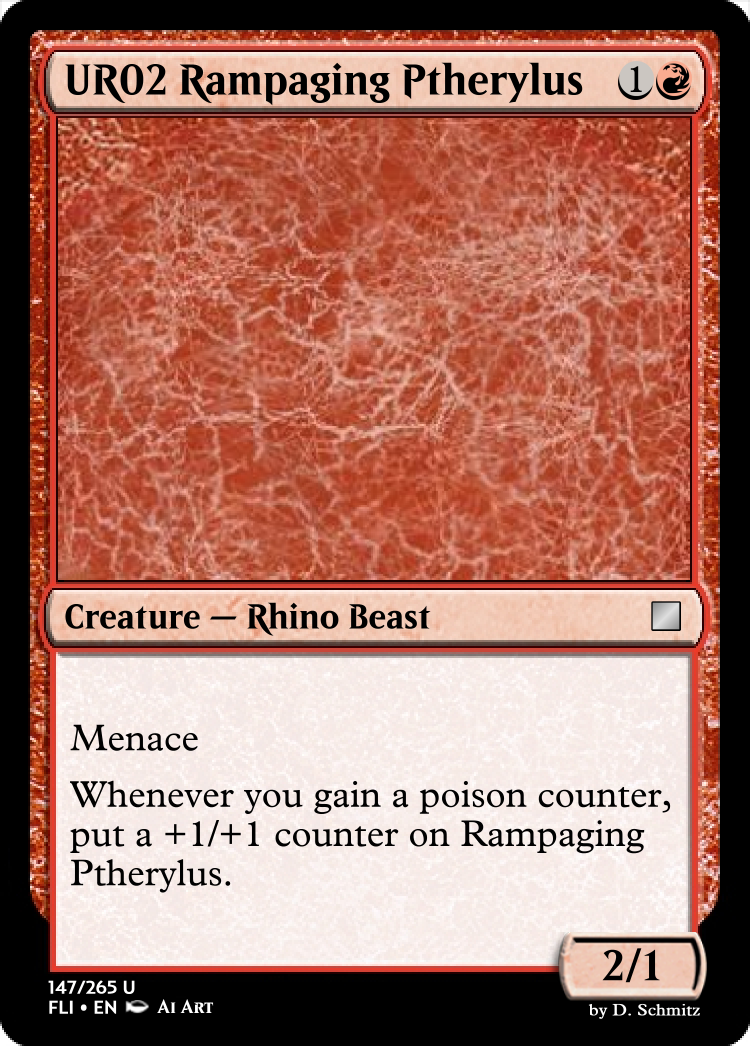 UR02 Rampaging Ptherylus 1
Creature — Rhino Beast
Menace
Whenever you gain a poison counter,
put a +1/+1 counter on Rampaging
Ptherylus.
2/1
147/265 U
FLI • EN AI ART
by D. Schmitz